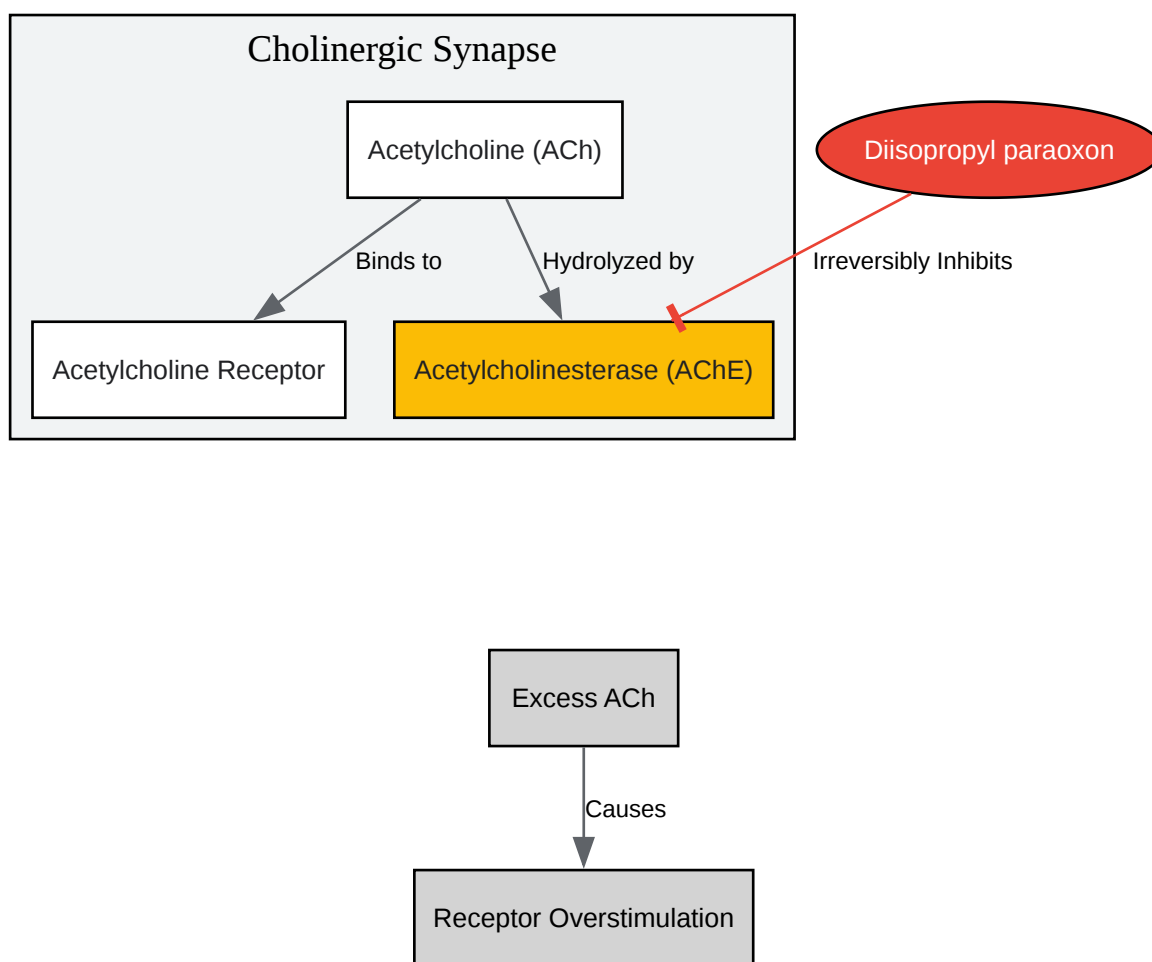 Cholinergic Synapse
Acetylcholine (ACh)
Diisopropyl paraoxon
Binds to
Hydrolyzed by
Irreversibly Inhibits
Acetylcholine Receptor
Acetylcholinesterase (AChE)
Excess ACh
Causes
Receptor Overstimulation